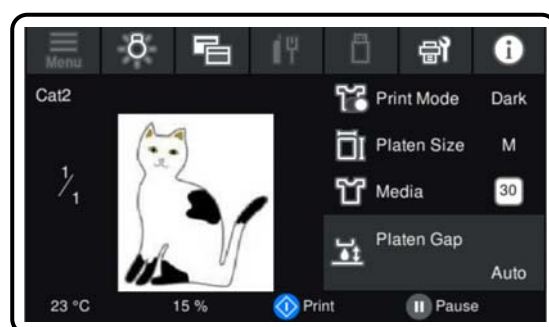 Menu
Cat2
1/1
Print Mode Dark
Platen Size M
Media 30
Platen Gap
Auto
23 °C 15 % Print Pause